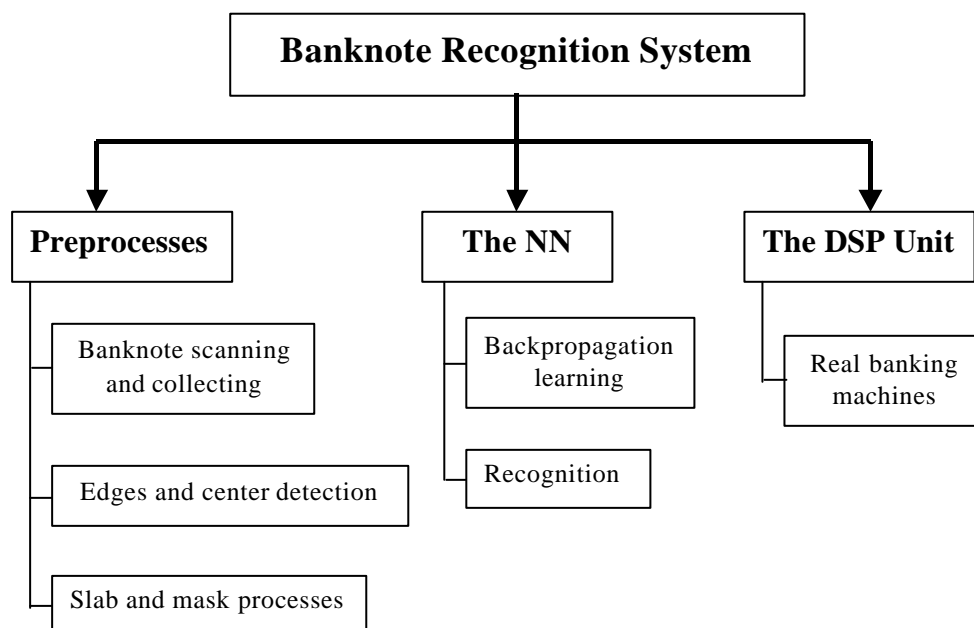 Banknote Recognition System
Preprocesses
The NN
The DSP Unit
Banknote scanning
and collecting
Edges and center detection
Slab and mask processes
Backpropagation
learning
Recognition
Real banking
machines